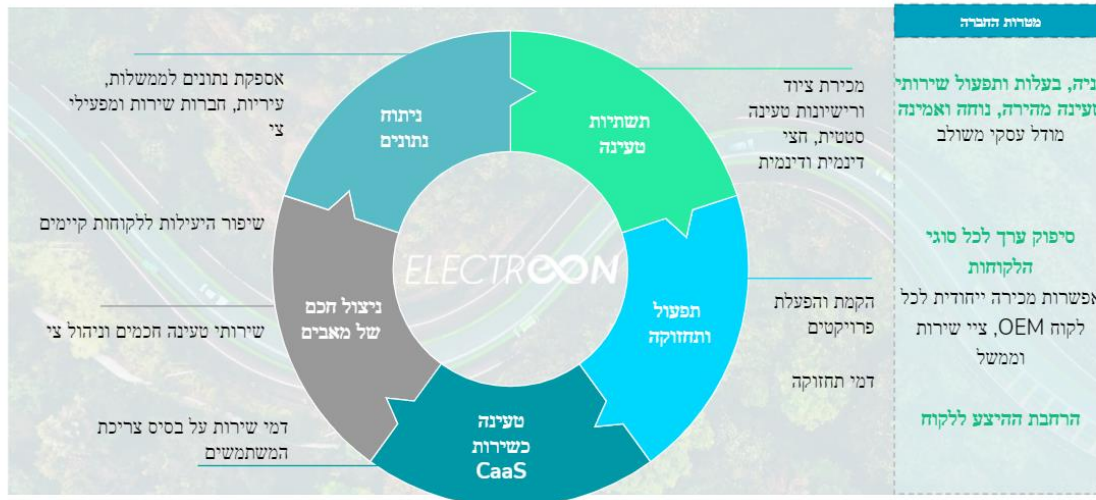 מטרות החברה
בעלות ותפעול שירותי
מהירה, נוחה ואמינה
מודל עסקי משולב
סיפוק ערך לכל סוגי
הלקוחות
מכירה ייחודית לכל
לקוח OEM, ציי שירות
וממשל
הרחבת ההיצע ללקוח
תשתיות
טעינה
מכירת ציוד
ורישיונות טעינה
סטטית, חצי
דינמית ודינמית
תפעול
ותחזוקה
הקמת והפעלת
פרויקטים
דמי תחזוקה
טעינה
כשירות
CaaS
דמי שירות על בסיס צריכת
המשתמשים
ניצול חכם
של מאבים
שיפור היעילות ללקוחות קיימים
שירותי טעינה חכמים וניהול צי
ניתוח
נתונים
אספקת נתונים לממשלות,
עיריות, חברות שירות ומפעילי
צי
ELECTREON